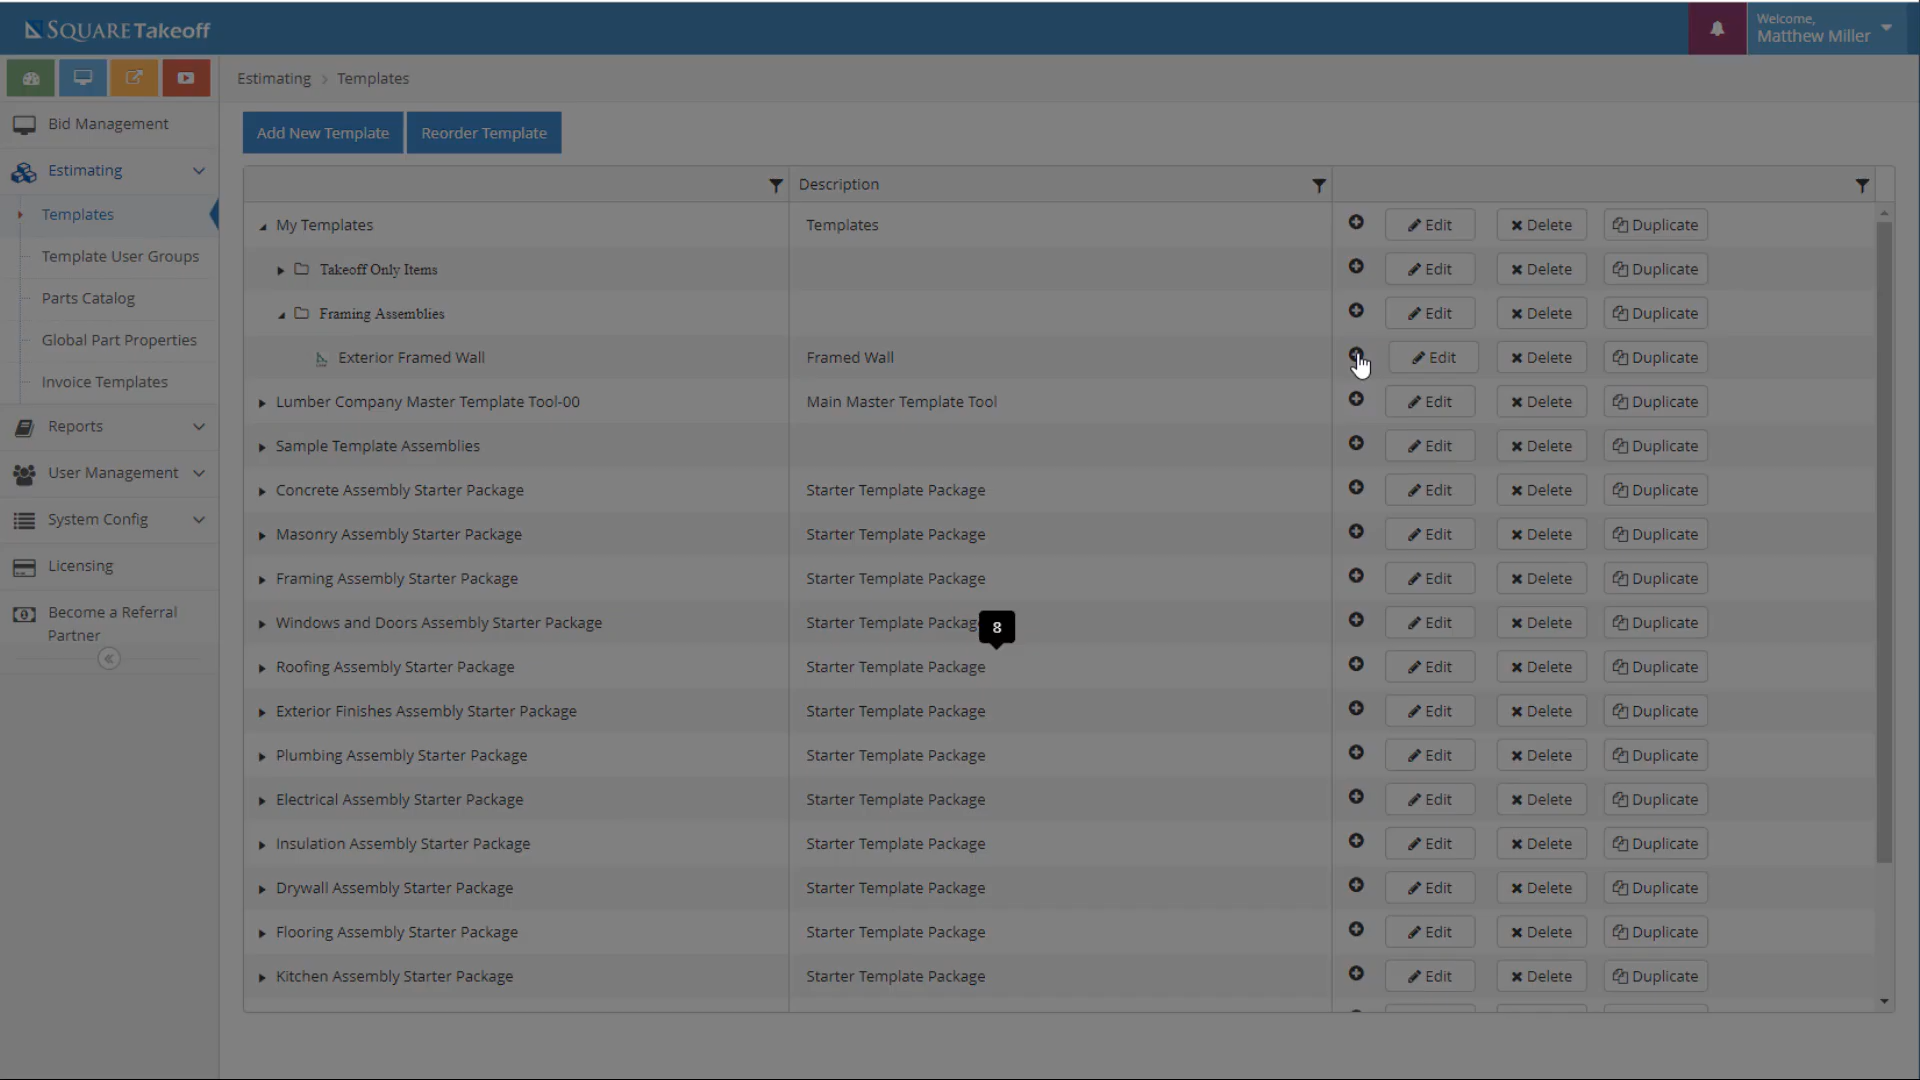 SQUARETakeoff
Welcome,
Matthew Miller
Estimating > Templates
Bid Management
Estimating
Templates
Template User Groups
Parts Catalog
Global Part Properties
Invoice Templates
Reports
User Management
System Config
Licensing
Become a Referral
Partner
Add New Template Reorder Template
Description
My Templates Templates Edit Delete Duplicate
Takeoff Only Items Edit Delete Duplicate
Framing Assemblies Edit Delete Duplicate
Exterior Framed Wall Framed Wall Edit Delete Duplicate
Lumber Company Master Template Tool-00 Main Master Template Tool Edit Delete Duplicate
Sample Template Assemblies Edit Delete Duplicate
Concrete Assembly Starter Package Starter Template Package Edit Delete Duplicate
Masonry Assembly Starter Package Starter Template Package Edit Delete Duplicate
Framing Assembly Starter Package Starter Template Package Edit Delete Duplicate
Windows and Doors Assembly Starter Package Starter Template Packag 8 Edit Delete Duplicate
Roofing Assembly Starter Package Starter Template Package Edit Delete Duplicate
Exterior Finishes Assembly Starter Package Starter Template Package Edit Delete Duplicate
Plumbing Assembly Starter Package Starter Template Package Edit Delete Duplicate
Electrical Assembly Starter Package Starter Template Package Edit Delete Duplicate
Insulation Assembly Starter Package Starter Template Package Edit Delete Duplicate
Drywall Assembly Starter Package Starter Template Package Edit Delete Duplicate
Flooring Assembly Starter Package Starter Template Package Edit Delete Duplicate
Kitchen Assembly Starter Package Starter Template Package Edit Delete Duplicate